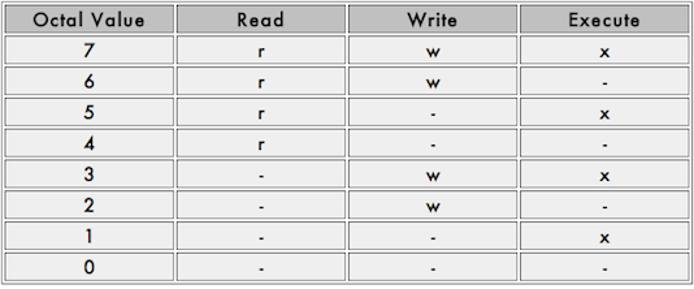 Octal Value Read Write Execute
7 r w x
6 r w -
5 r - x
4 r - -
3 - w x
2 - w -
1 - - x
0 - - -